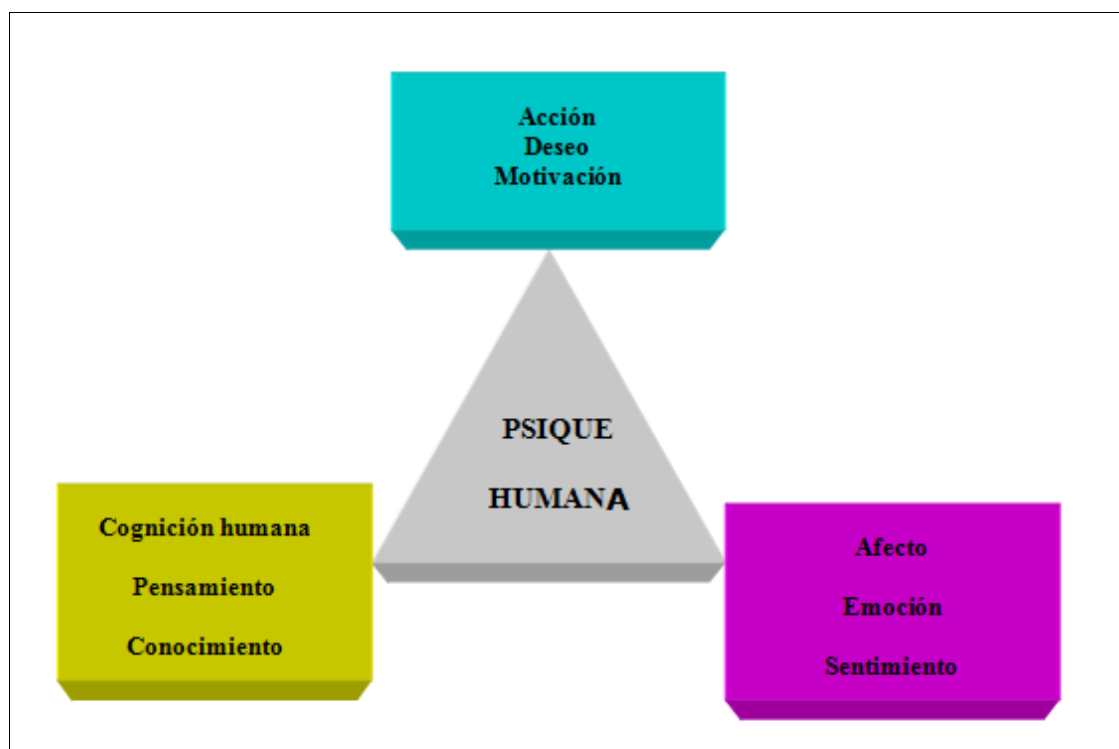 Acción
Deseo
Motivación
PSIQUE
HUMANA
Cognición humana
Pensamiento
Conocimiento
Afecto
Emoción
Sentimiento